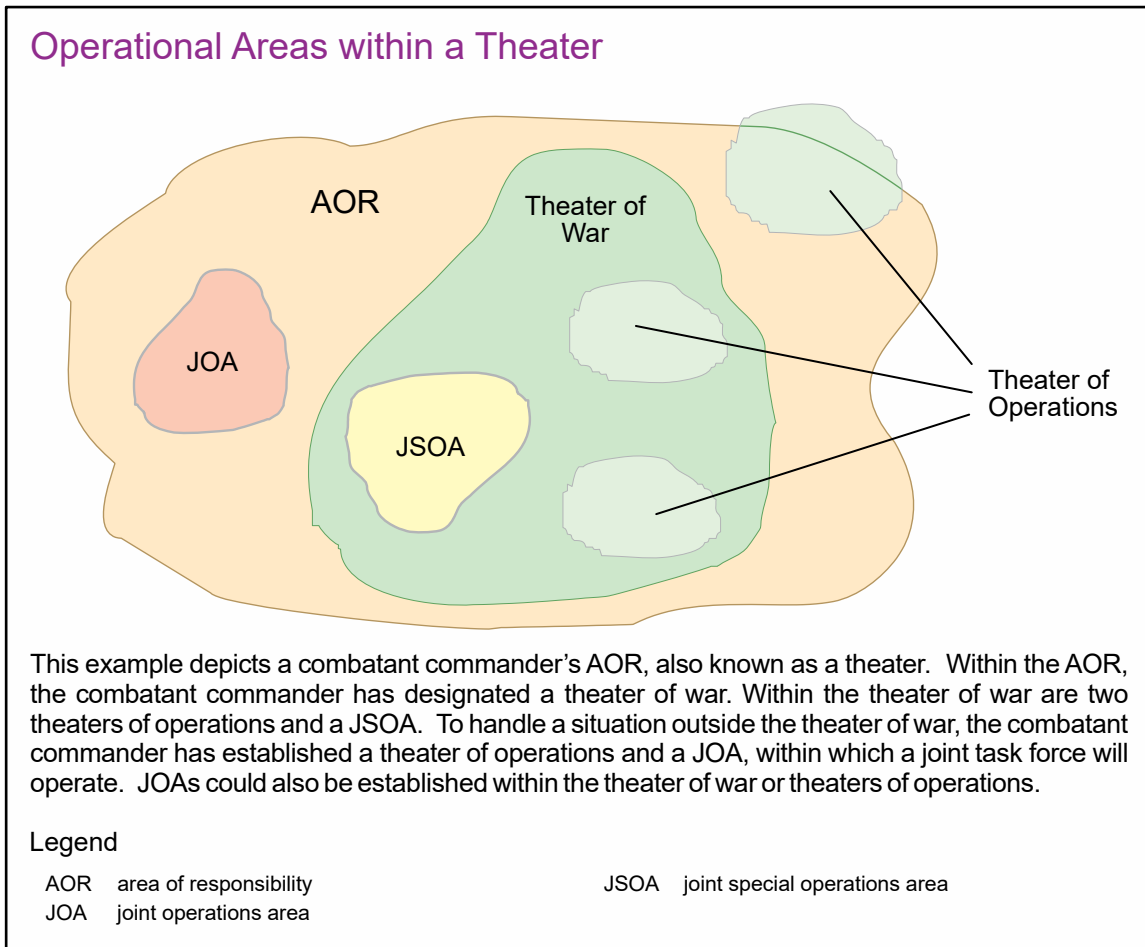 Operational Areas within a Theater
AOR
Theater of
War
JOA
JSOA
Theater of
Operations
This example depicts a combatant commander’s AOR, also known as a theater. Within the AOR,
the combatant commander has designated a theater of war. Within the theater of war are two
theaters of operations and a JSOA. To handle a situation outside the theater of war, the combatant
commander has established a theater of operations and a JOA, within which a joint task force will
operate. JOAs could also be established within the theater of war or theaters of operations.
Legend
AOR area of responsibility
JOA joint operations area
JSOA joint special operations area